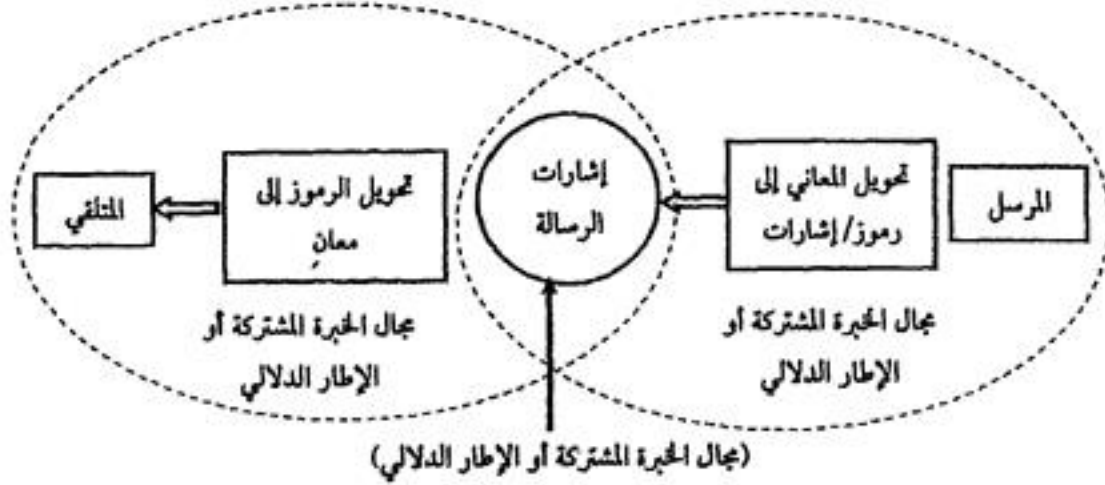 المرسل
تحويل المعاني إلى
رموز/إشارات
إشارات
الرسالة
تحويل الرموز إلى
معانٍ
المتلقي
مجال الخبرة المشتركة أو
الإطار الدلالي
مجال الخبرة المشتركة أو
الإطار الدلالي
(مجال الخبرة المشتركة أو الإطار الدلالي)